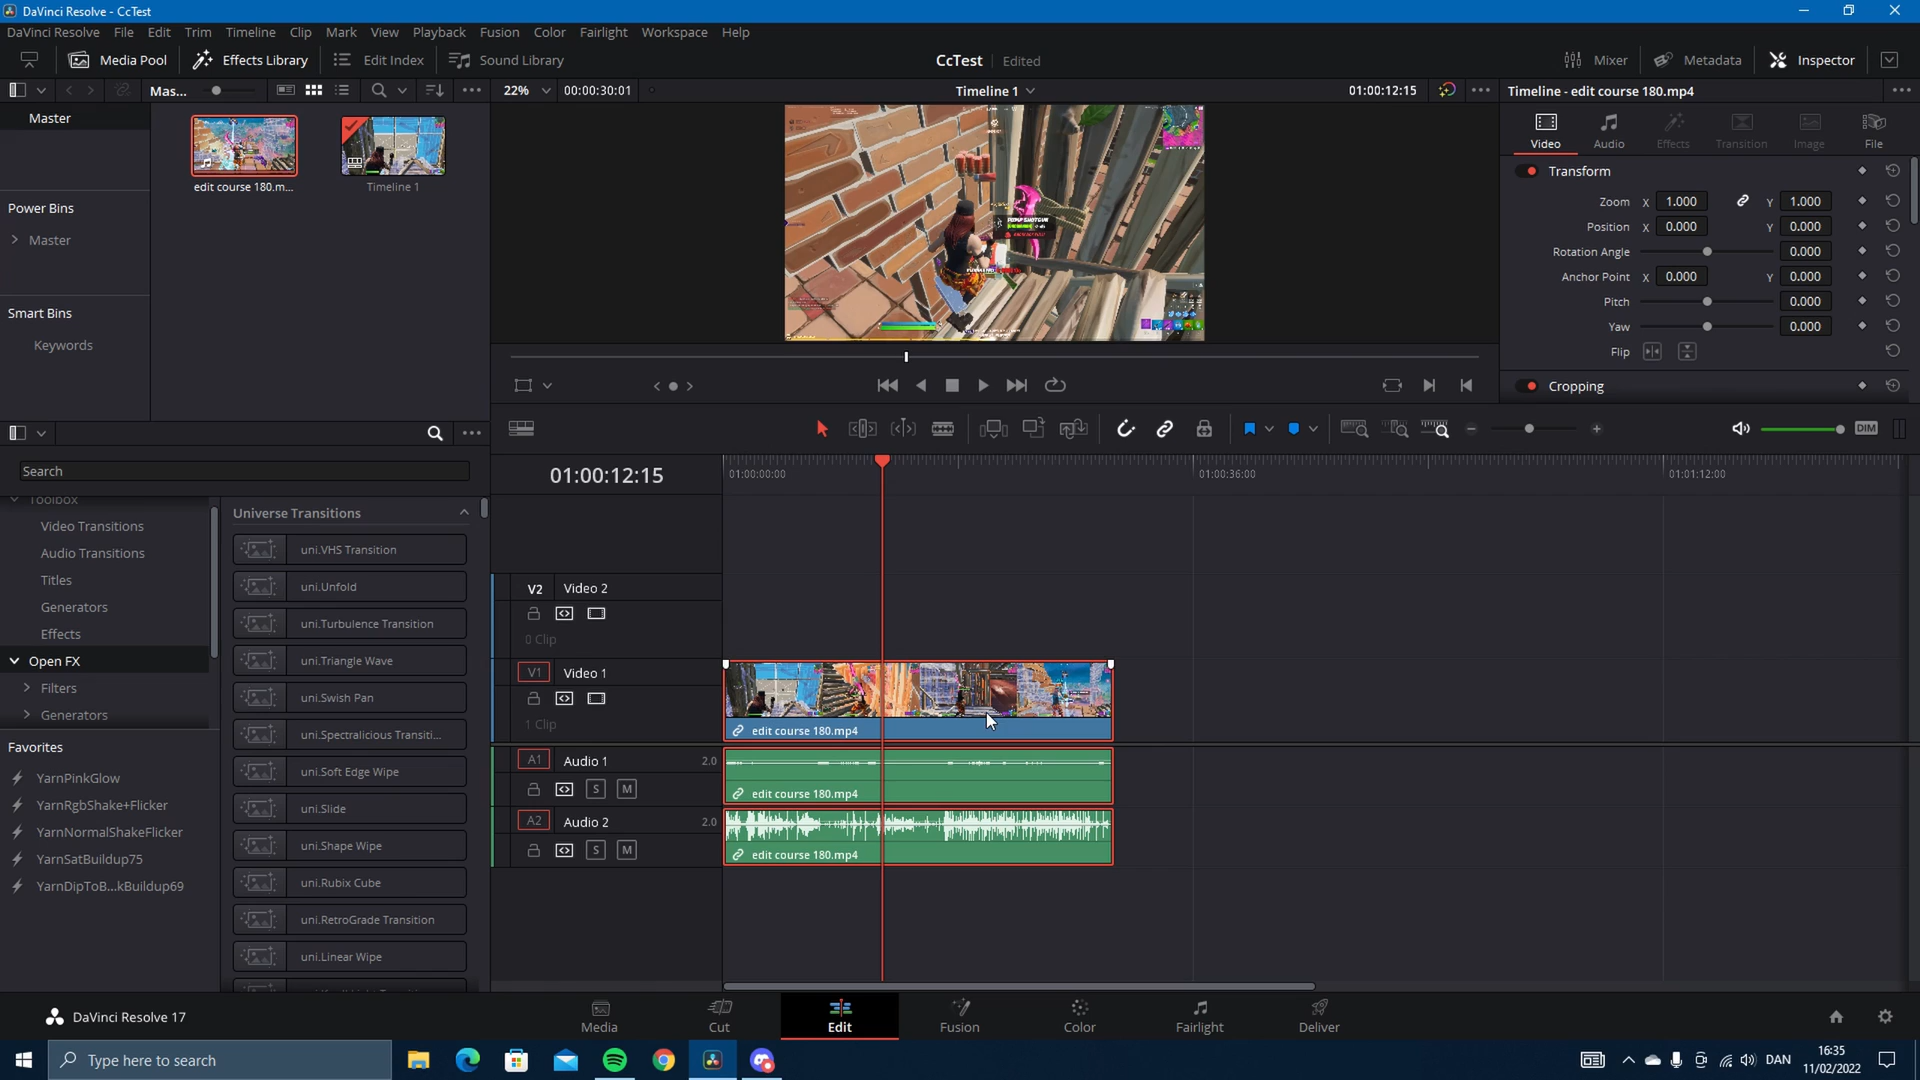 DaVinci Resolve - CcTest
DaVinci Resolve File Edit Trim Timeline Clip Mark View Playback Fusion Color Fairlight Workspace Help
Media Pool Effects Library Edit Index Sound Library CcTest Edited Mixer Metadata Inspector
Mas... 22% 00:00:30:01 Timeline 1 01:00:12:15 Timeline - edit course 180.mp4
Master
edit course 180.m... Timeline 1
Power Bins
Master
Smart Bins
Keywords
Video Audio Effects Transition Image File
Transform
Zoom X 1.000 Y 1.000
Position X 0.000 Y 0.000
Rotation Angle 0.000
Anchor Point X 0.000 Y 0.000
Pitch 0.000
Yaw 0.000
Flip
Cropping
DIM
Search
Toolbox
Video Transitions
Audio Transitions
Titles
Generators
Effects
Open FX
Filters
Generators
Favorites
YarnPinkGlow
YarnRgbShake+Flicker
YarnNormalShakeFlicker
YarnSatBuildup75
YarnDipToB...kBuildup69
Universe Transitions
uni.VHS Transition
uni.Unfold
uni.Turbulence Transition
uni.Triangle Wave
uni.Swish Pan
uni.Spectralicious Transiti...
uni.Soft Edge Wipe
uni.Slide
uni.Shape Wipe
uni.Rubix Cube
uni.RetroGrade Transition
uni.Linear Wipe
01:00:12:15 01:00:00:00 01:00:36:00 01:01:12:00
V2 Video 2
0 Clip
V1 Video 1
1 Clip
edit course 180.mp4
A1 Audio 1 2.0
S M
edit course 180.mp4
A2 Audio 2 2.0
S M
edit course 180.mp4
DaVinci Resolve 17
Media Cut Edit Fusion Color Fairlight Deliver
Type here to search
DAN
16:35
11/02/2022